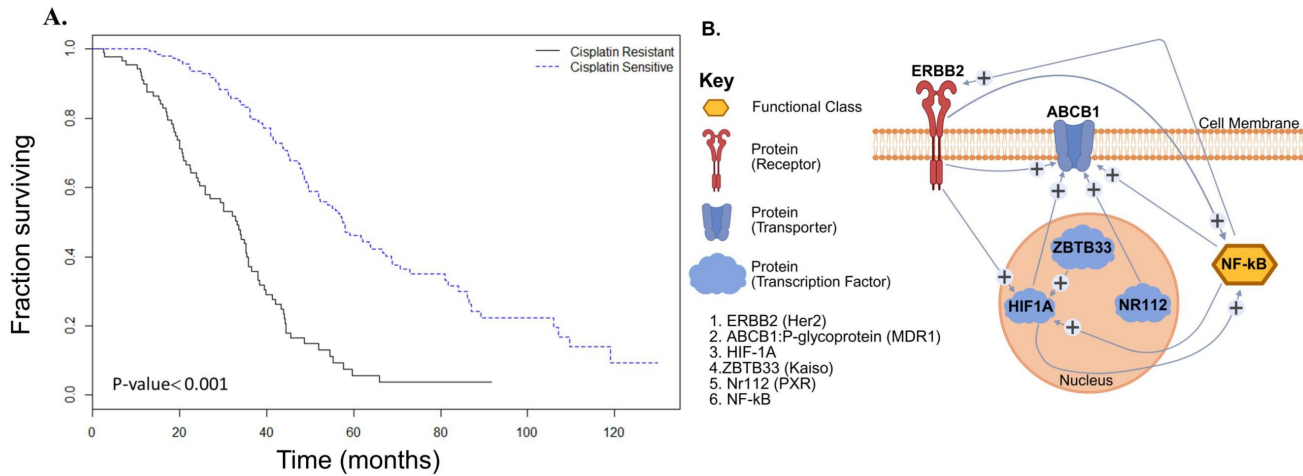 A.
Fraction surviving
1.0
0.8
0.6
0.4
0.2
0.0
Cisplatin Resistant
Cisplatin Sensitive
P-value< 0.001
0 20 40 60 80 100 120
Time (months)
B.
Key
Functional Class
Protein
(Receptor)
Protein
(Transporter)
Protein
(Transcription Factor)
1. ERBB2 (Her2)
2. ABCB1:P-glycoprotein (MDR1)
3. HIF-1A
4.ZBTB33 (Kaiso)
5. Nr112 (PXR)
6. NF-kB
ERBB2
ABCB1
Cell Membrane
+
+
+
+
+
+
ZBTB33
NF-kB
+
+
HIF1A
NR112
+
+
Nucleus